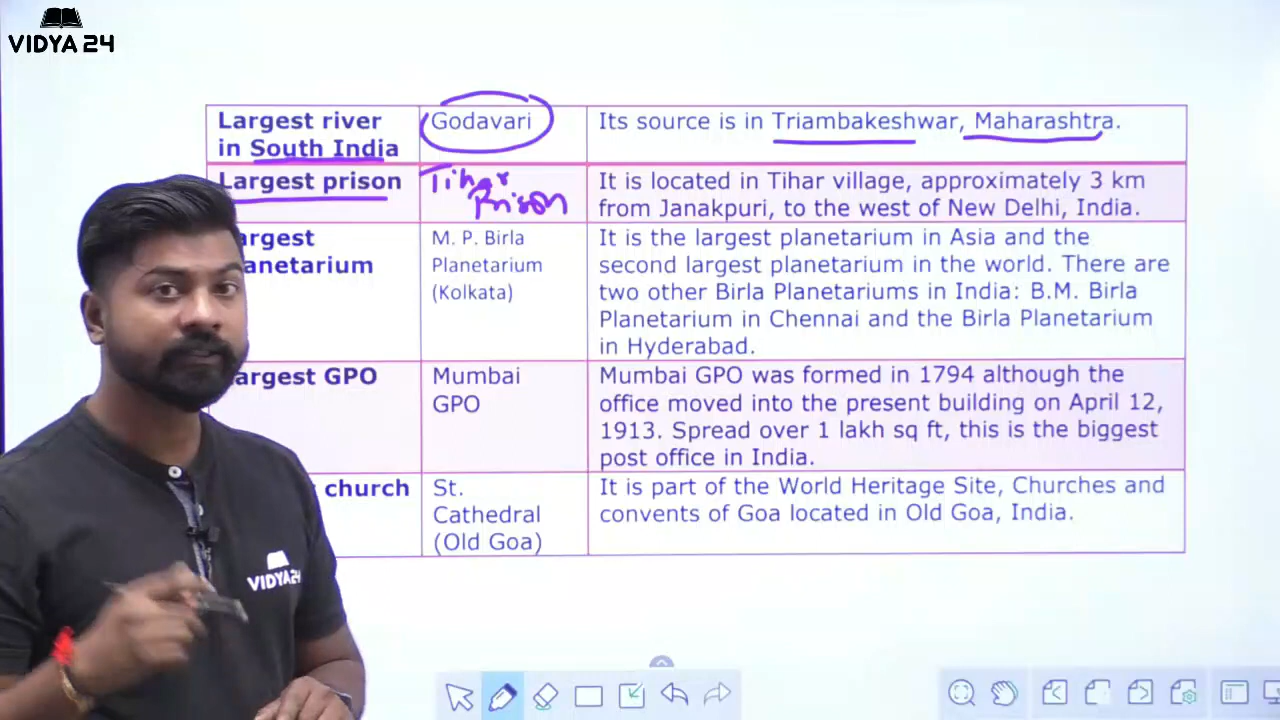 VIDYA 24
Largest river
in South India
Godavari
Its source is in Triambakeshwar, Maharashtra.
Largest prison
Tihar
Prison
It is located in Tihar village, approximately 3 km
from Janakpuri, to the west of New Delhi, India.
argest
anetarium
M. P. Birla
Planetarium
(Kolkata)
It is the largest planetarium in Asia and the
second largest planetarium in the world. There are
two other Birla Planetariums in India: B.M. Birla
Planetarium in Chennai and the Birla Planetarium
in Hyderabad.
argest GPO
Mumbai
GPO
Mumbai GPO was formed in 1794 although the
office moved into the present building on April 12,
1913. Spread over 1 lakh sq ft, this is the biggest
post office in India.
church
St.
Cathedral
(Old Goa)
It is part of the World Heritage Site, Churches and
convents of Goa located in Old Goa, India.
VIDYA24